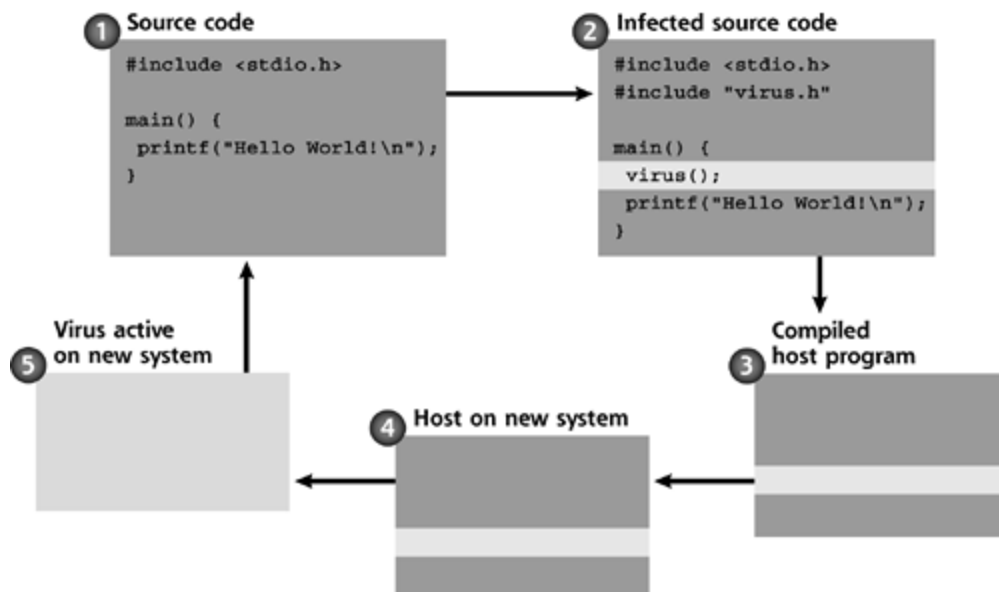 1 Source code
#include <stdio.h>
main() {
printf("Hello World!\n");
}
2 Infected source code
#include <stdio.h>
#include "virus.h"
main() {
virus();
printf("Hello World!\n");
}
3 Compiled
host program
4 Host on new system
5 Virus active
on new system